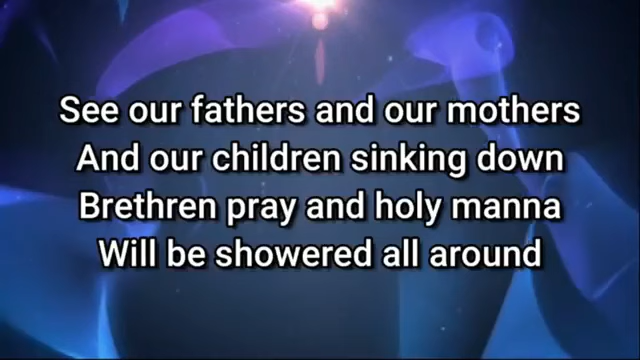 See our fathers and our mothers
And our children sinking down
Brethren pray and holy manna
Will be showered all around